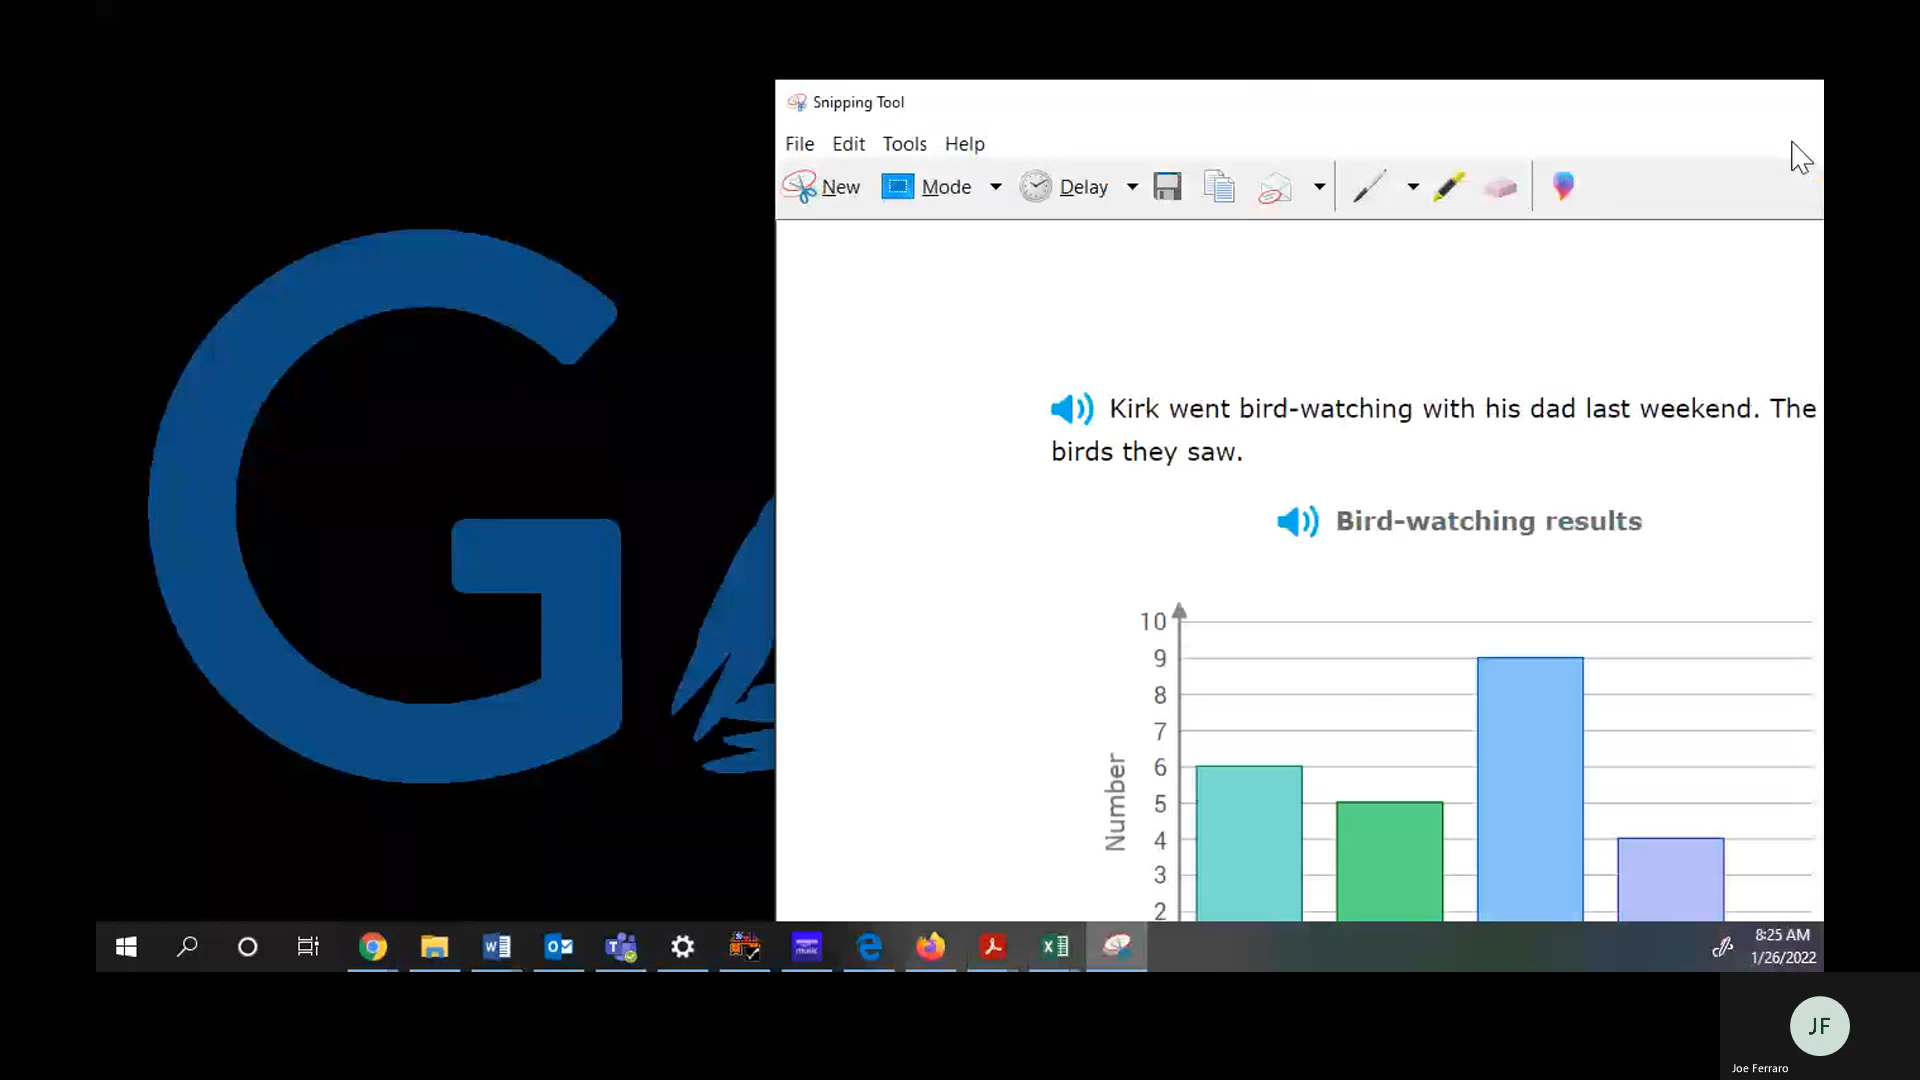 Snipping Tool
File Edit Tools Help
New Mode Delay
Kirk went bird-watching with his dad last weekend. The
birds they saw.
Bird-watching results
10
9
8
7
6
5
4
3
2
Number
G
8:25 AM
1/26/2022
JF
Joe Ferraro